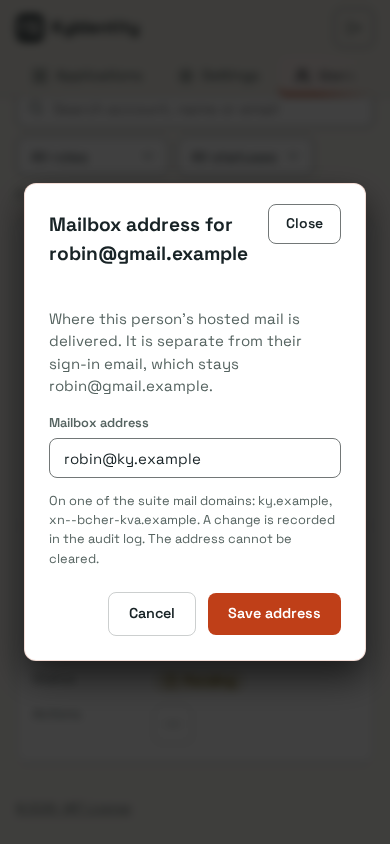 Mailbox address for
robin@gmail.example
Close
Where this person's hosted mail is
delivered. It is separate from their
sign-in email, which stays
robin@gmail.example.
Mailbox address
robin@ky.example
On one of the suite mail domains: ky.example,
xn--bcher-kva.example. A change is recorded
in the audit log. The address cannot be
cleared.
Cancel
Save address